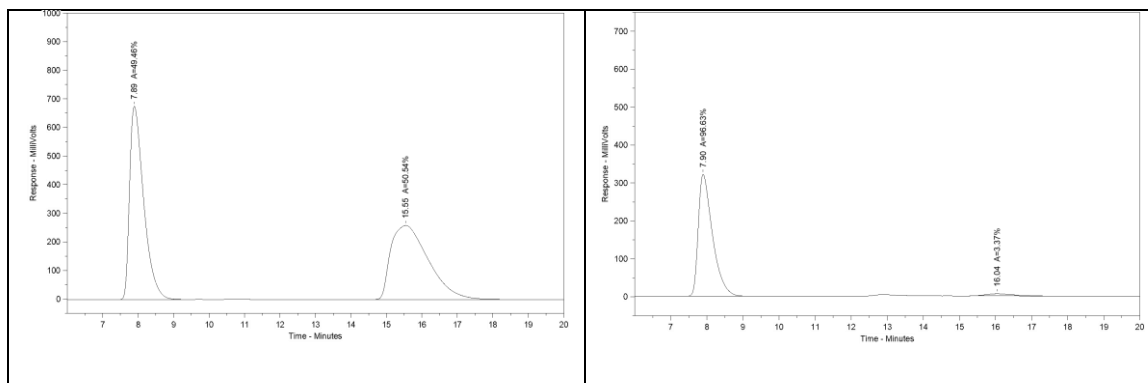 1000
900
800
700
600
500
400
300
200
100
0
Response - MilliVolts
7.89 A=49.46%
15.55 A=50.54%
7 8 9 10 11 12 13 14 15 16 17 18 19 20
Time - Minutes
700
600
500
400
300
200
100
0
Response - MilliVolts
7.90 A=96.63%
16.04 A=3.37%
7 8 9 10 11 12 13 14 15 16 17 18 19 20
Time - Minutes